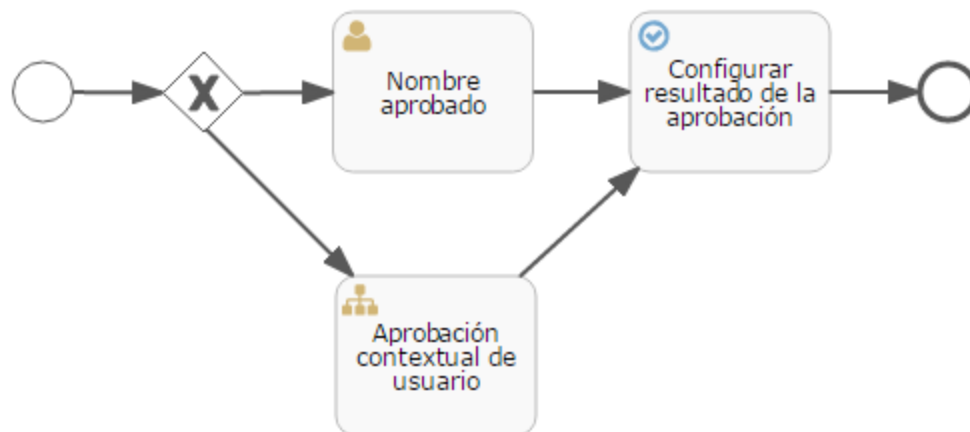 Nombre
aprobado
Configurar
resultado de la
aprobación
Aprobación
contextual de
usuario